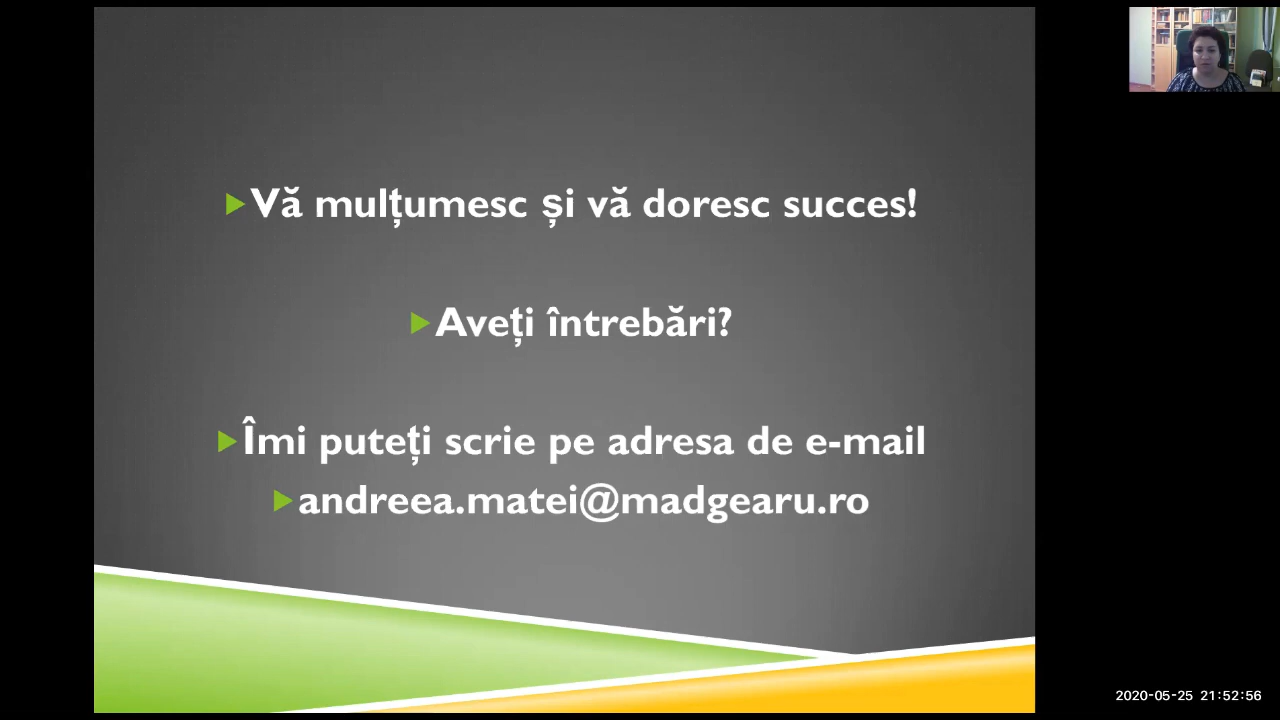 Vă mulțumesc și vă doresc succes!
Aveți întrebări?
Îmi puteți scrie pe adresa de e-mail
andreea.matei@madgearu.ro
2020-05-25 21:52:56